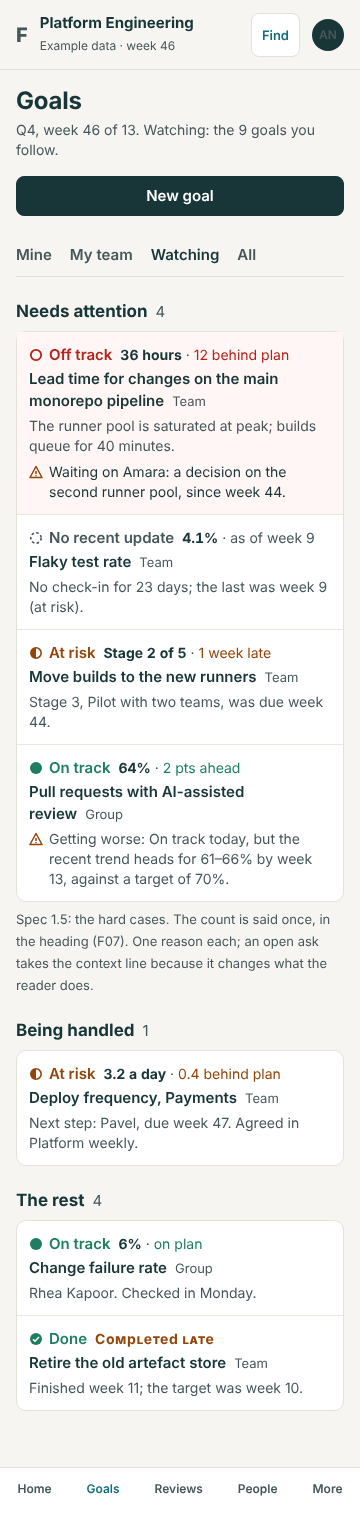 F
Platform Engineering
Example data · week 46
Find
AN
Goals
Q4, week 46 of 13. Watching: the 9 goals you
follow.
New goal
Mine My team Watching All
Needs attention 4
Off track 36 hours · 12 behind plan
Lead time for changes on the main
monorepo pipeline Team
The runner pool is saturated at peak; builds
queue for 40 minutes.
Waiting on Amara: a decision on the
second runner pool, since week 44.
No recent update 4.1% · as of week 9
Flaky test rate Team
No check-in for 23 days; the last was week 9
(at risk).
At risk Stage 2 of 5 · 1 week late
Move builds to the new runners Team
Stage 3, Pilot with two teams, was due week
44.
On track 64% · 2 pts ahead
Pull requests with AI-assisted
review Group
Getting worse: On track today, but the
recent trend heads for 61–66% by week
13, against a target of 70%.
Spec 1.5: the hard cases. The count is said once, in
the heading (F07). One reason each; an open ask
takes the context line because it changes what the
reader does.
Being handled 1
At risk 3.2 a day · 0.4 behind plan
Deploy frequency, Payments Team
Next step: Pavel, due week 47. Agreed in
Platform weekly.
The rest 4
On track 6% · on plan
Change failure rate Group
Rhea Kapoor. Checked in Monday.
Done Completed late
Retire the old artefact store Team
Finished week 11; the target was week 10.
Home Goals Reviews People More